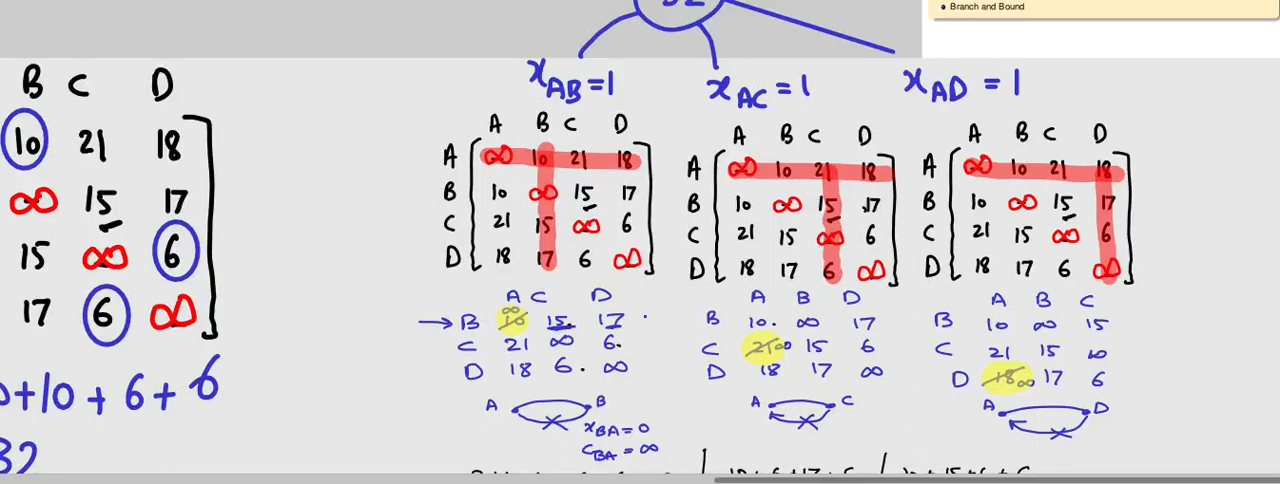 Branch and Bound
B C D
10 21 18
∞ 15 17
15 ∞ 6
17 6 ∞
+10 + 6 + 6
32
x_AB = 1
A B C D
A ∞ 10 21 18
B 10 ∞ 15 17
C 21 15 ∞ 6
D 18 17 6 ∞
A C D
∞
B 10 15 17
C 21 ∞ 6
D 18 6 ∞
A B
x_BA = 0
C_BA = ∞
x_AC = 1
A B C D
A ∞ 10 21 18
B 10 ∞ 15 17
C 21 15 ∞ 6
D 18 17 6 ∞
A B D
B 10 ∞ 17
C 21 ∞ 15 6
D 18 17 ∞
A C
x_AD = 1
A B C D
A ∞ 10 21 18
B 10 ∞ 15 17
C 21 15 ∞ 6
D 18 17 6 ∞
A B C
B 10 ∞ 15
C 21 15 ∞
D 18 ∞ 17 6
A D